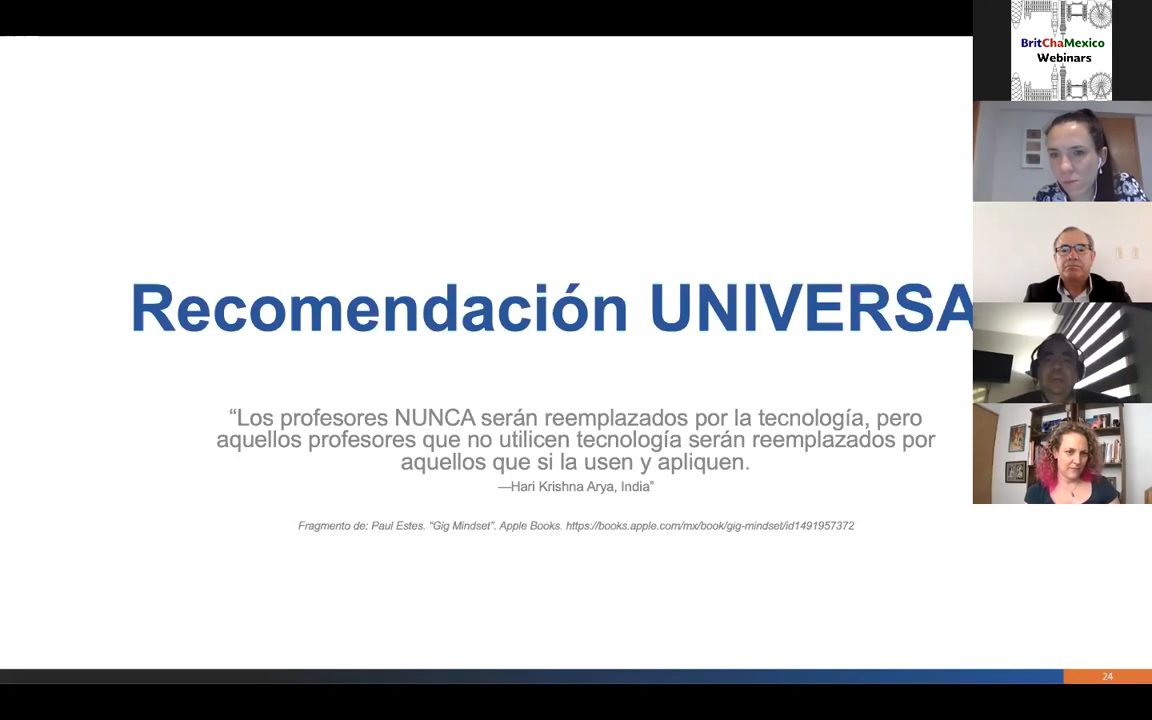 BritChaMexico
Webinars
Recomendación UNIVERSA
“Los profesores NUNCA serán reemplazados por la tecnología, pero
aquellos profesores que no utilicen tecnología serán reemplazados por
aquellos que si la usen y apliquen.
—Hari Krishna Arya, India”
Fragmento de: Paul Estes. “Gig Mindset”. Apple Books. https://books.apple.com/mx/book/gig-mindset/id1491957372
24